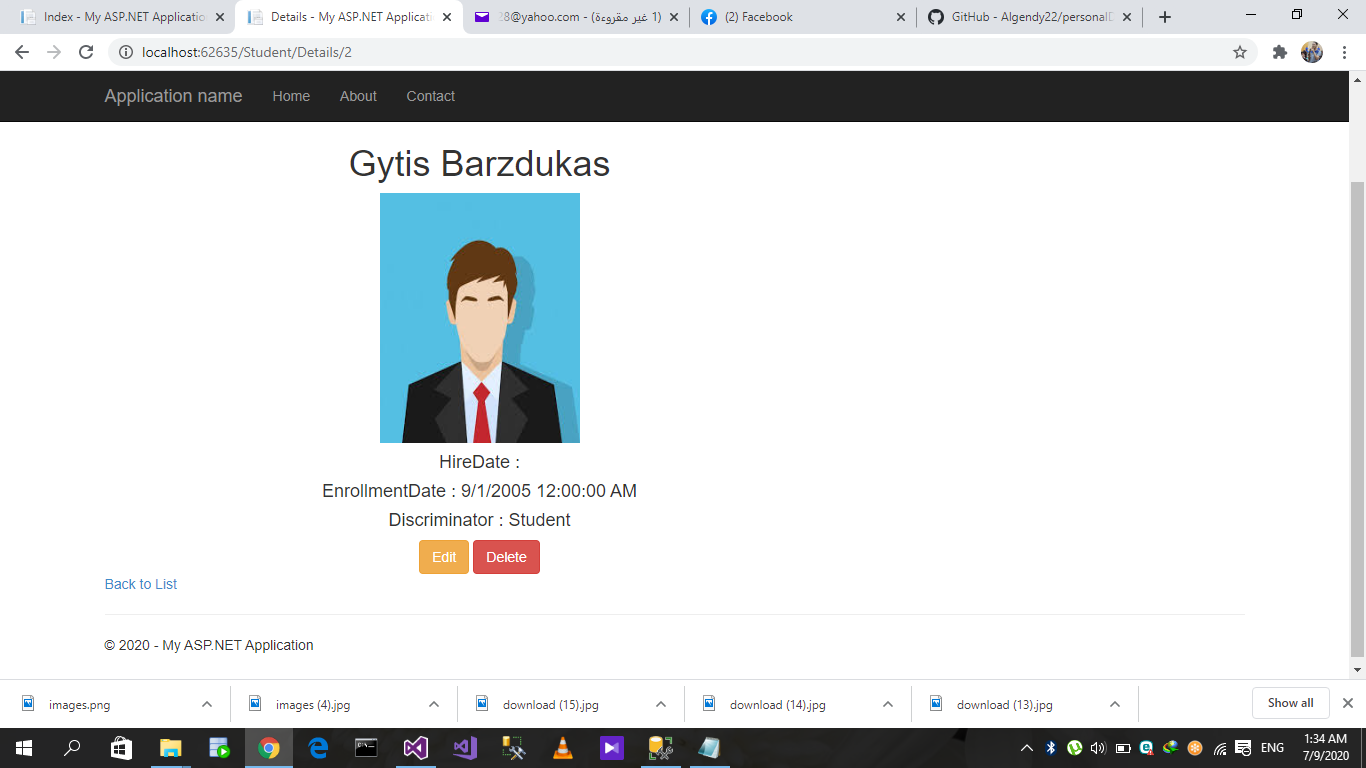 Index - My ASP.NET Applicatio
Details - My ASP.NET Applicati
28@yahoo.com - (1 غير مقروءة)
(2) Facebook
GitHub - Algendy22/personalD
localhost:62635/Student/Details/2
Application name Home About Contact
Gytis Barzdukas
HireDate :
EnrollmentDate : 9/1/2005 12:00:00 AM
Discriminator : Student
Edit Delete
Back to List
© 2020 - My ASP.NET Application
images.png
images (4).jpg
download (15).jpg
download (14).jpg
download (13).jpg
Show all
ENG
1:34 AM
7/9/2020